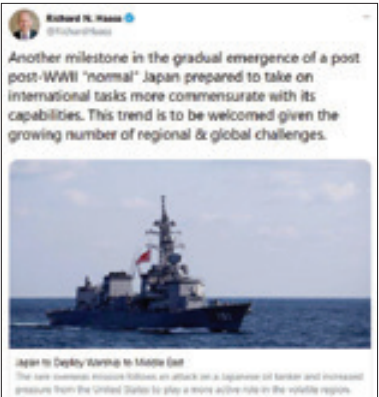 Richard N. Haass
@RichardHaass
Another milestone in the gradual emergence of a post
post-WWII "normal" Japan prepared to take on
international tasks more commensurate with its
capabilities. This trend is to be welcomed given the
growing number of regional & global challenges.
Japan to Deploy Warship to Middle East
The rare overseas mission follows an attack on a Japanese oil tanker and increased
pressure from the United States to play a more active role in the volatile region.